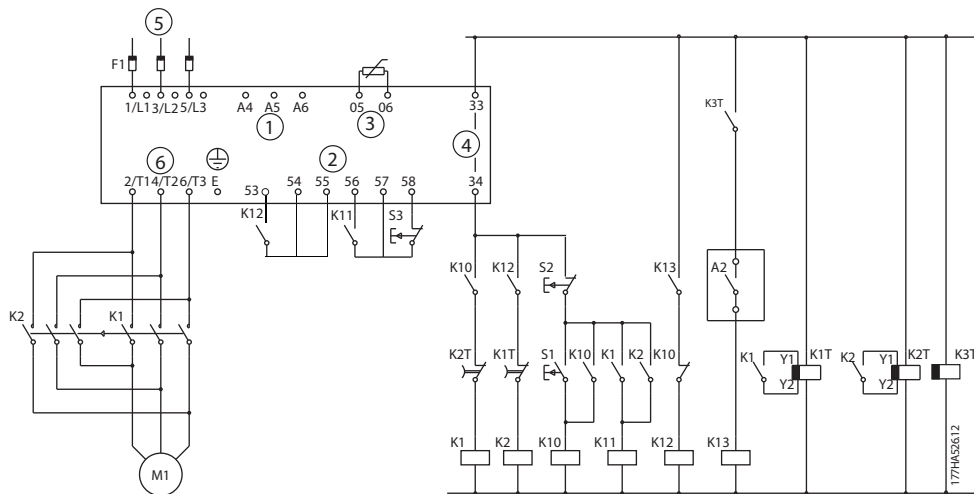 5
F1
1/L1 3/L2 5/L3 A4 A5 A6 05 06 33
1 3
4
6 2
2/T1 4/T2 6/T3 E 53 54 55 56 57 58 34
K12 K11 S3
K3T
K10 K12 S2 K13 A2
K2 K1
K2T K1T S1 K10 K1 K2 K10 K1 Y1 K1T K2 Y1 K2T K3T
Y2 Y2
K1 K2 K10 K11 K12 K13
M1
177HA526.12